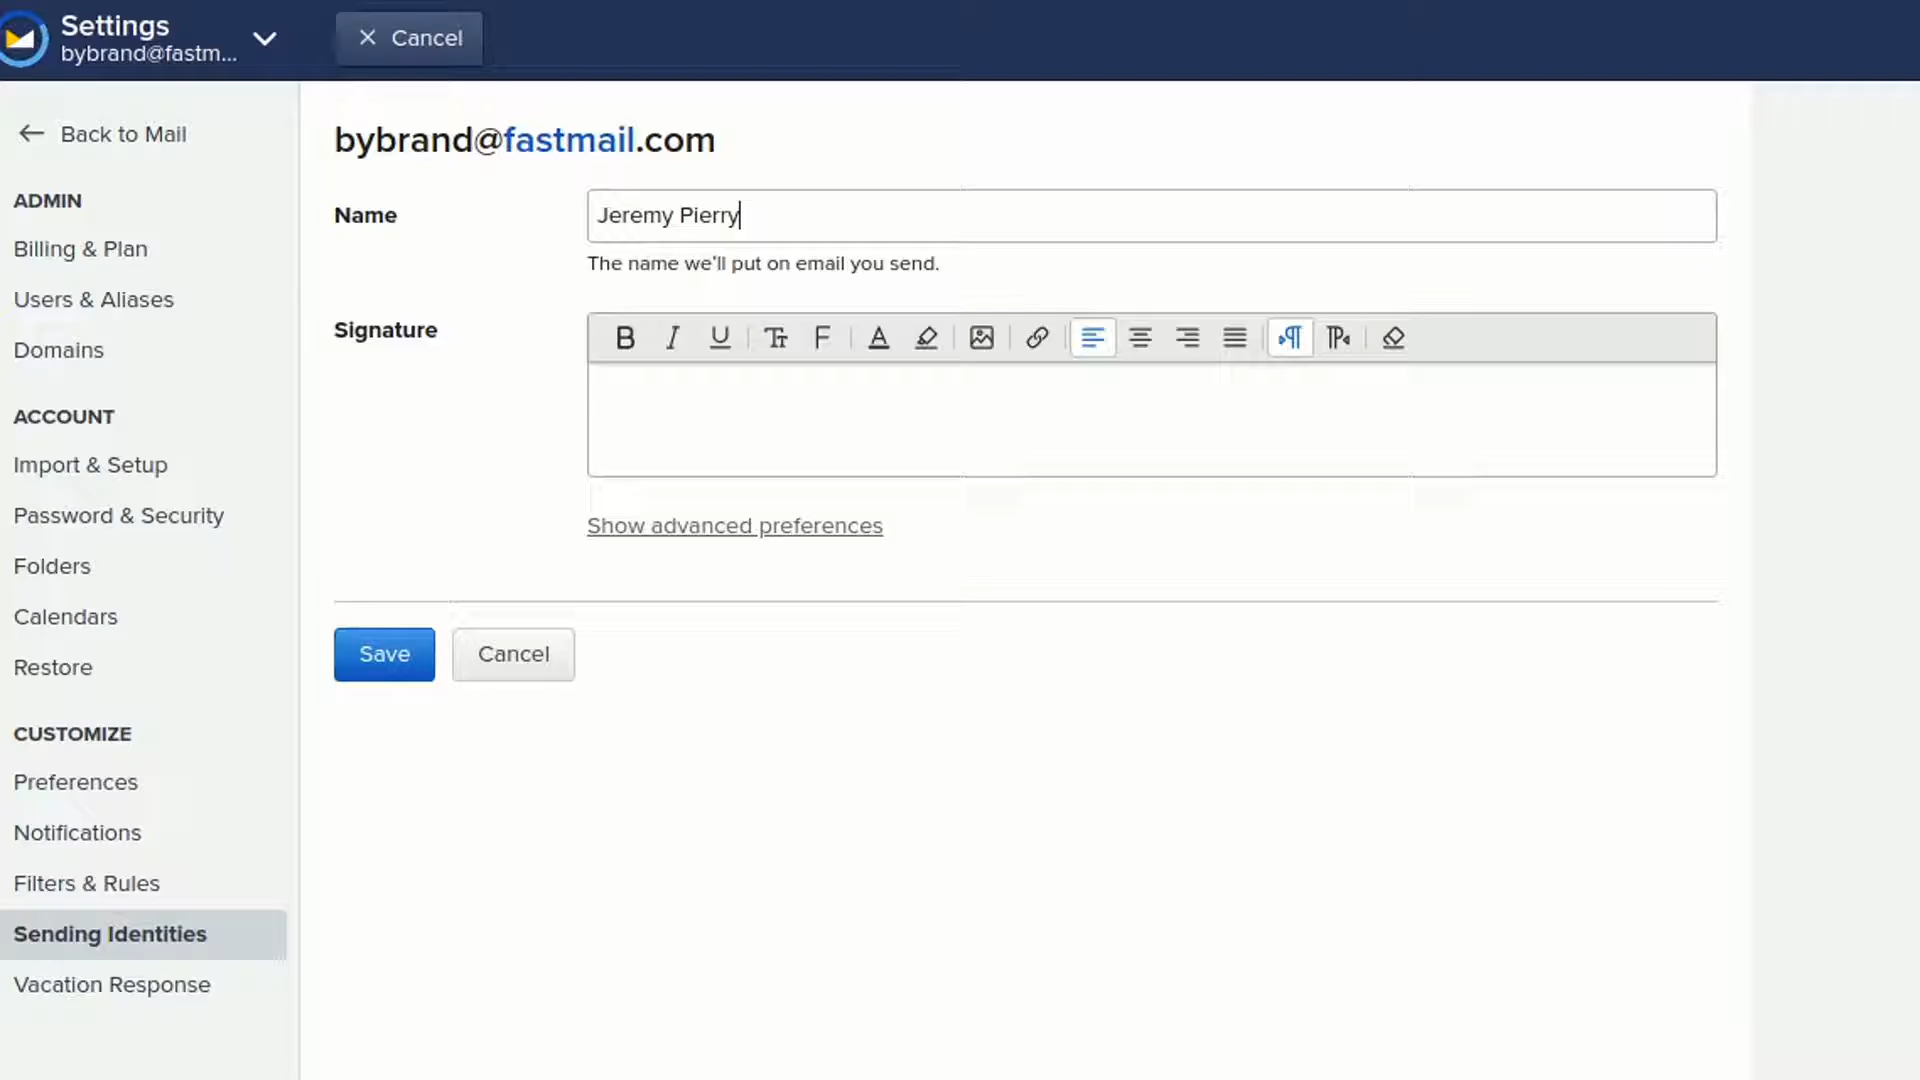 Settings
bybrand@fastm...
Cancel
Back to Mail
ADMIN
Billing & Plan
Users & Aliases
Domains
ACCOUNT
Import & Setup
Password & Security
Folders
Calendars
Restore
CUSTOMIZE
Preferences
Notifications
Filters & Rules
Sending Identities
Vacation Response
bybrand@fastmail.com
Name
Jeremy Pierry
The name we'll put on email you send.
Signature
Show advanced preferences
Save
Cancel